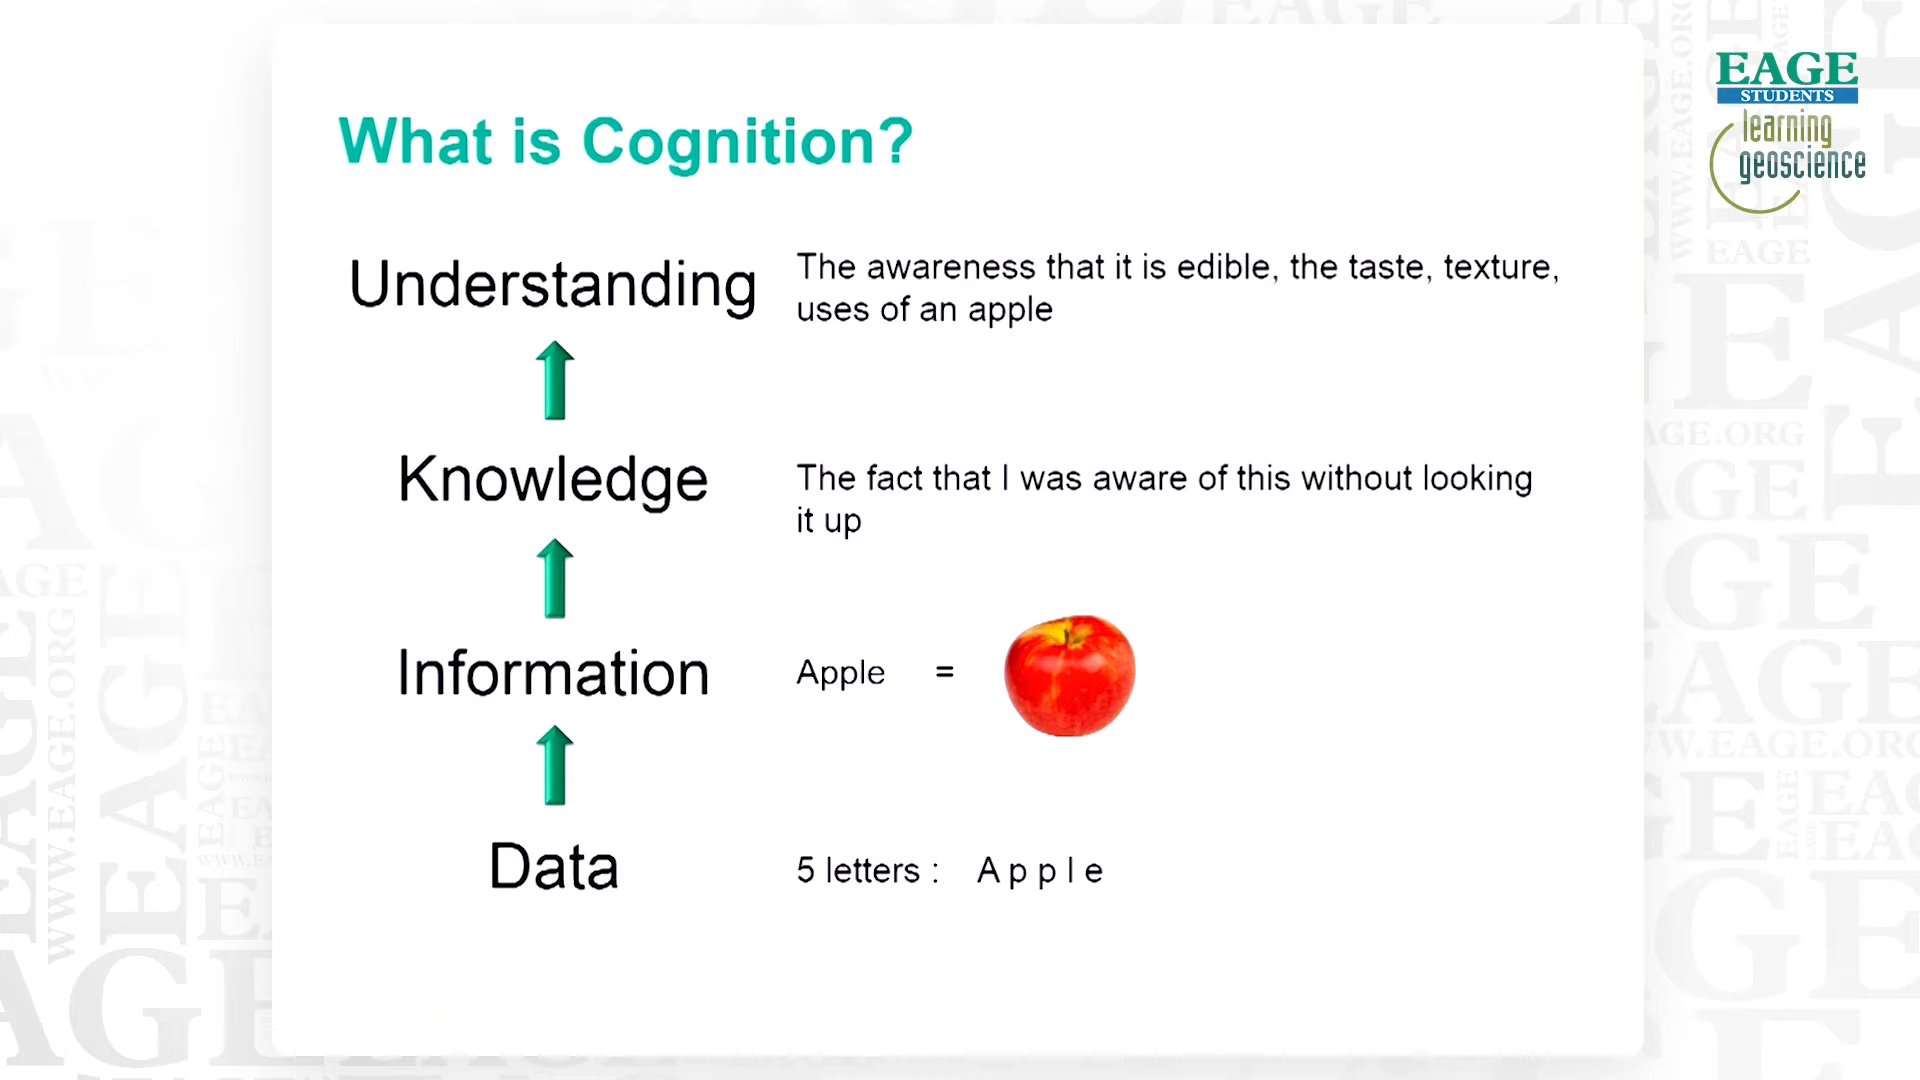 EAGE
STUDENTS
learning
geoscience
What is Cognition?
Understanding
The awareness that it is edible, the taste, texture,
uses of an apple
Knowledge
The fact that I was aware of this without looking
it up
Information
Apple =
Data
5 letters : A p p l e